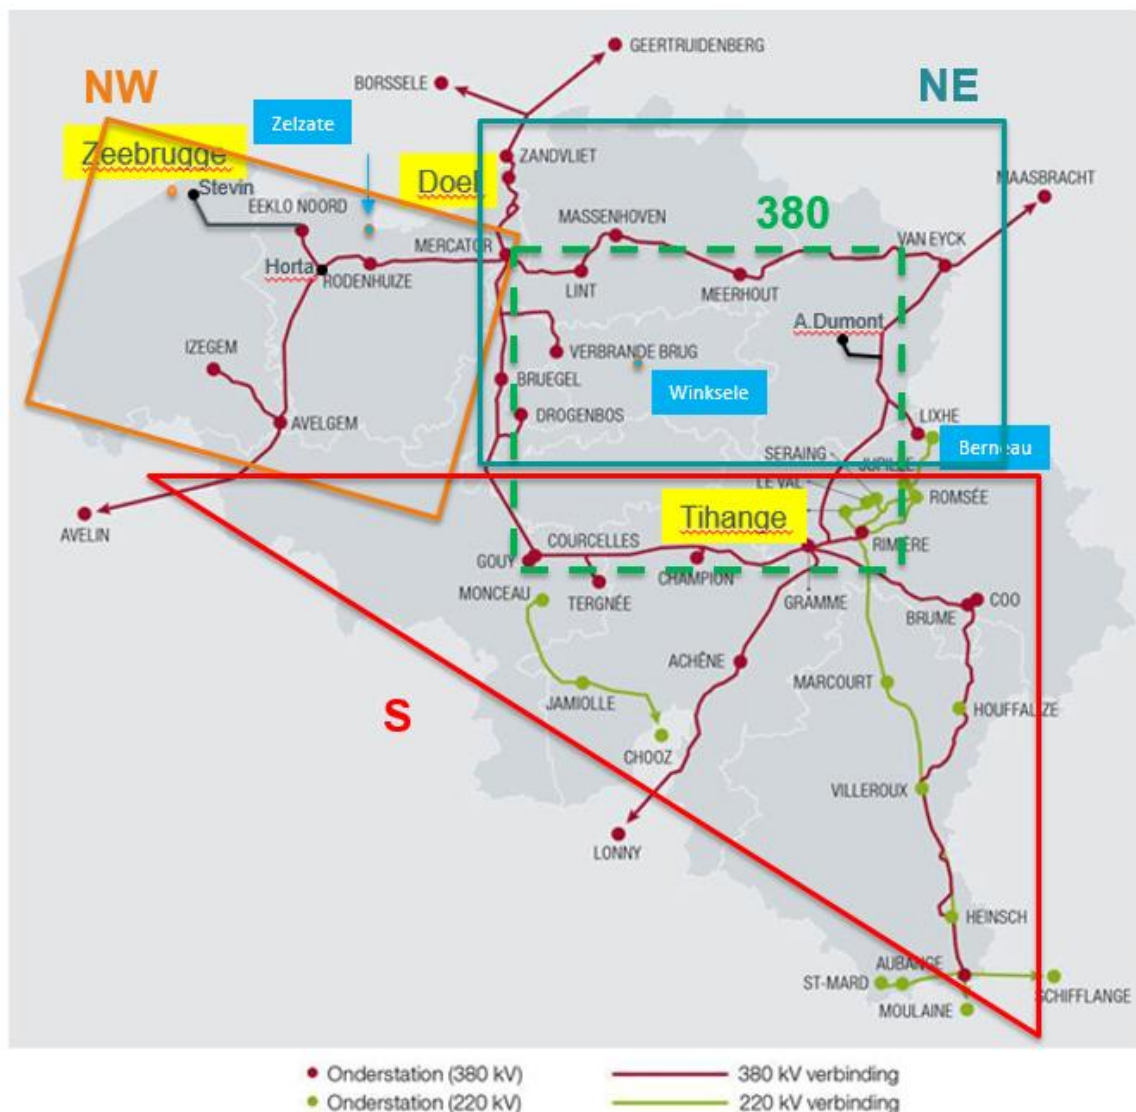 GEERTRUIDENBERG
BORSSELE
NW
NE
Zelzate
Zeebrugge
ZANDVLIET
Doel
Stevin
MAASBRACHT
EEKLO NOORD
MASSENHOVEN
380
MERCATOR
VAN EYCK
Horta
RODENHUIZE
LINT
MEERHOUT
A.Dumont
IZEGEM
VERBRANDE BRUG
BRUEGEL
Winksele
DROGENBOS
LIXHE
AVELGEM
SERAING
JUPILLE
Berneau
LE VAL
ROMSÉE
AVELIN
Tihange
COURCELLES
RIMIÈRE
GOUY
CHAMPION
MONCEAU
TERGNÉE
GRAMME
COO
BRUME
ACHÊNE
MARCOURT
S
JAMIOLLE
HOUFFALIZE
CHOOZ
VILLEROUX
LONNY
HEINSCH
AUBANGE
ST-MARD
SCHIFFLANGE
MOULAINE
Onderstation (380 kV) 380 kV verbinding
Onderstation (220 kV) 220 kV verbinding